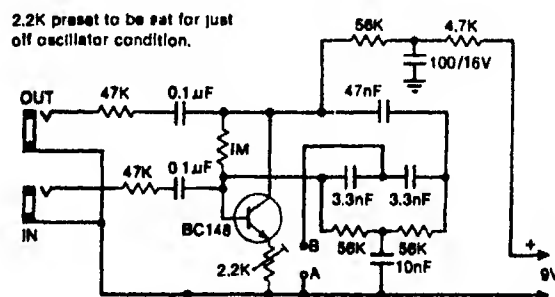 2.2K preset to be set for just
off oscillator condition.
56K
4.7K
100/16V
47nF
OUT
47K
0.1µF
1M
47K
0.1µF
3.3nF
3.3nF
IN
BC148
B
56K
56K
2.2K
10nF
A
+
9V